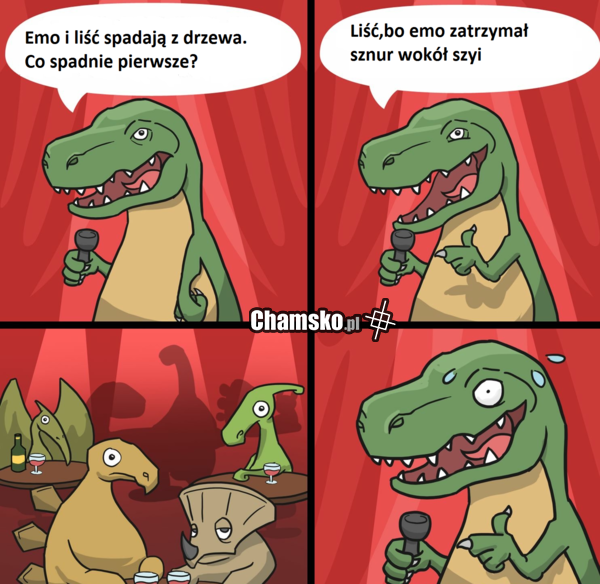 Emo i liść spadają z drzewa.
Co spadnie pierwsze?
Liść,bo emo zatrzymał
sznur wokół szyi
Chamsko.pl